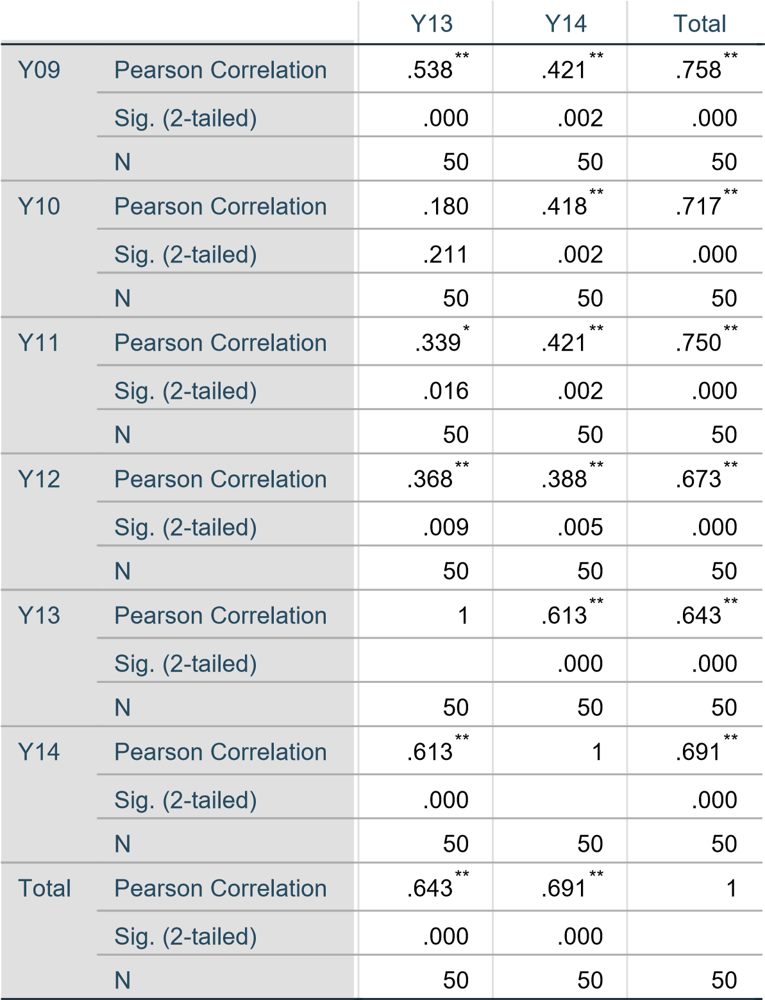 Y13 Y14 Total
Y09 Pearson Correlation .538** .421** .758**
Sig. (2-tailed) .000 .002 .000
N 50 50 50
Y10 Pearson Correlation .180 .418** .717**
Sig. (2-tailed) .211 .002 .000
N 50 50 50
Y11 Pearson Correlation .339* .421** .750**
Sig. (2-tailed) .016 .002 .000
N 50 50 50
Y12 Pearson Correlation .368** .388** .673**
Sig. (2-tailed) .009 .005 .000
N 50 50 50
Y13 Pearson Correlation 1 .613** .643**
Sig. (2-tailed) .000 .000
N 50 50 50
Y14 Pearson Correlation .613** 1 .691**
Sig. (2-tailed) .000 .000
N 50 50 50
Total Pearson Correlation .643** .691** 1
Sig. (2-tailed) .000 .000
N 50 50 50